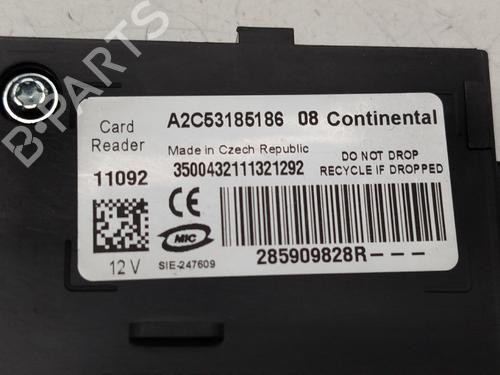 B-PARTS
Card Reader
A2C53185186 08 Continental
Made in Czech Republic
DO NOT DROP
RECYCLE IF DROPPED
11092
3500432111321292
CE
MIC
12 V
SIE-247609
285909828R---